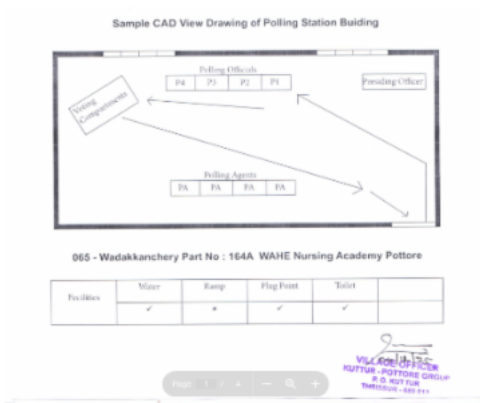 Sample CAD View Drawing of Polling Station Buiding
Polling Officials
P4 P3 P2 P1
Presiding Officer
Voting
Compartments
Polling Agents
PA PA PA PA
065 - Wadakkanchery Part No : 164A WAHE Nursing Academy Pottore
Facilities Water Ramp Plug Point Toilet
VILLAGE OFFICER
KUTTUR - POTTORE GROUP
P. O. KUTTUR
THRISSUR -
Page